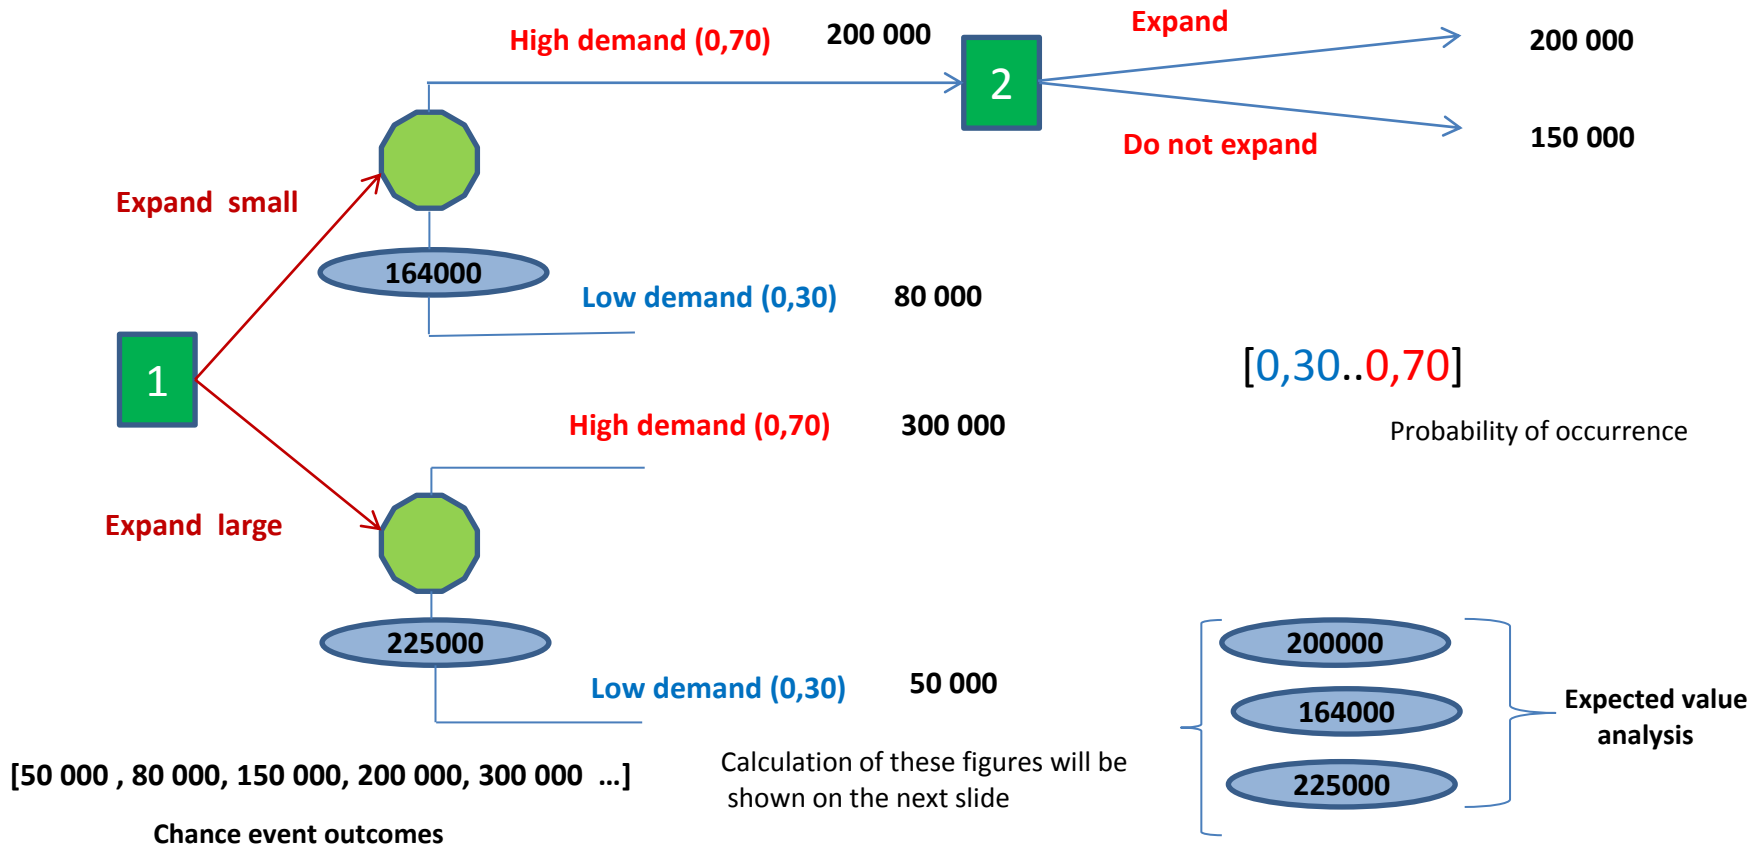 Expand
High demand (0,70)
200 000
2
200 000
Do not expand
150 000
Expand  small
164000
Low demand (0,30)
80 000
1
[0,30..0,70]
Probability of occurrence
High demand (0,70)
300 000
Expand  large
225000
Low demand (0,30)
50 000
200000
164000
225000
Expected value
analysis
Calculation of these figures will be
shown on the next slide
[50 000 , 80 000, 150 000, 200 000, 300 000  ...]
Chance event outcomes